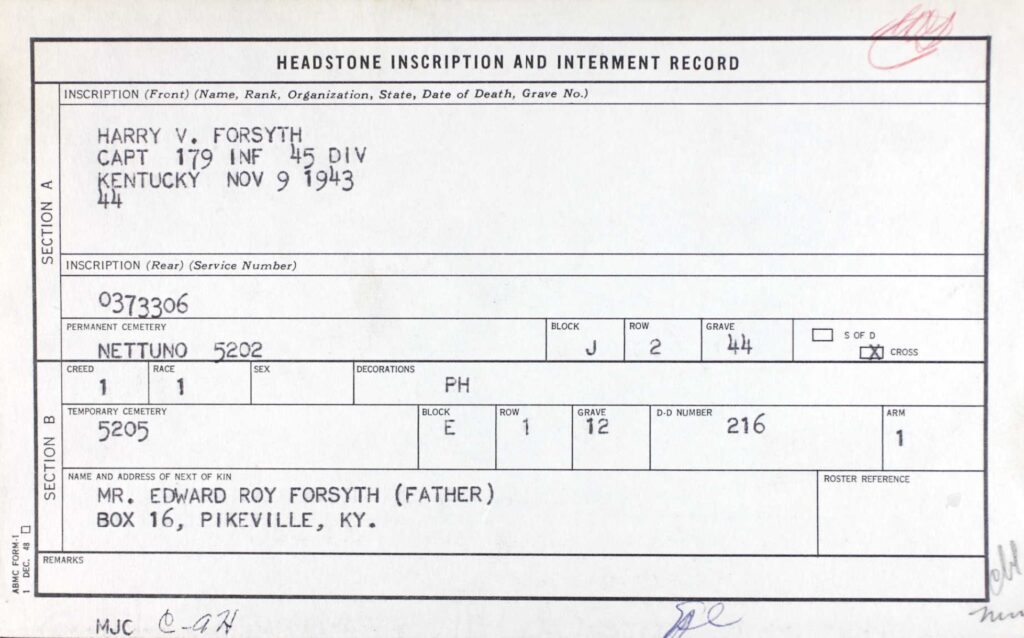 HEADSTONE INSCRIPTION AND INTERMENT RECORD
SECTION A
INSCRIPTION (Front) (Name, Rank, Organization, State, Date of Death, Grave No.)
HARRY V. FORSYTH
CAPT 179 INF 45 DIV
KENTUCKY NOV 9 1943
44
INSCRIPTION (Rear) (Service Number)
O373306
PERMANENT CEMETERY BLOCK ROW GRAVE S OF D
NETTUNO 5202 J 2 44 X CROSS
SECTION B
CREED RACE SEX DECORATIONS
1 1 PH
TEMPORARY CEMETERY BLOCK ROW GRAVE D-D NUMBER ARM
5205 E 1 12 216 1
NAME AND ADDRESS OF NEXT OF KIN ROSTER REFERENCE
MR. EDWARD ROY FORSYTH (FATHER)
BOX 16, PIKEVILLE, KY.
REMARKS
ABMC FORM-1
1 DEC. 48
MJC C-aH